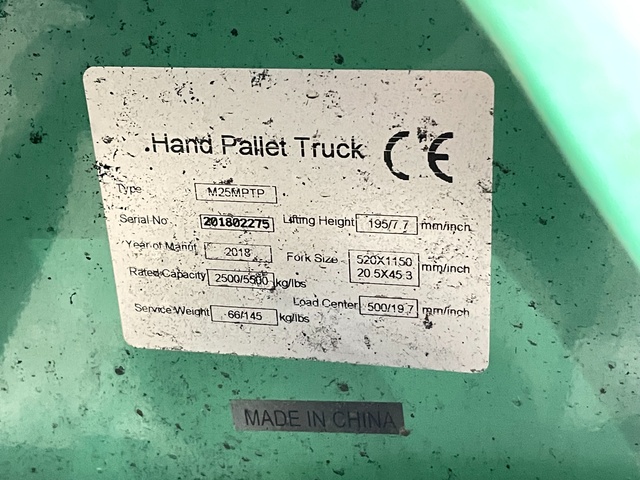 Hand Pallet Truck CE
Type M25MPTP
Serial No 201802275 Lifting Height 195/7.7 mm/inch
Year of Manuf 2018 Fork Size 520X1150 mm/inch
20.5X45.3
Rated Capacity 2500/5500 kg/lbs
Service Weight 66/145 kg/lbs Load Center 500/19.7 mm/inch
MADE IN CHINA